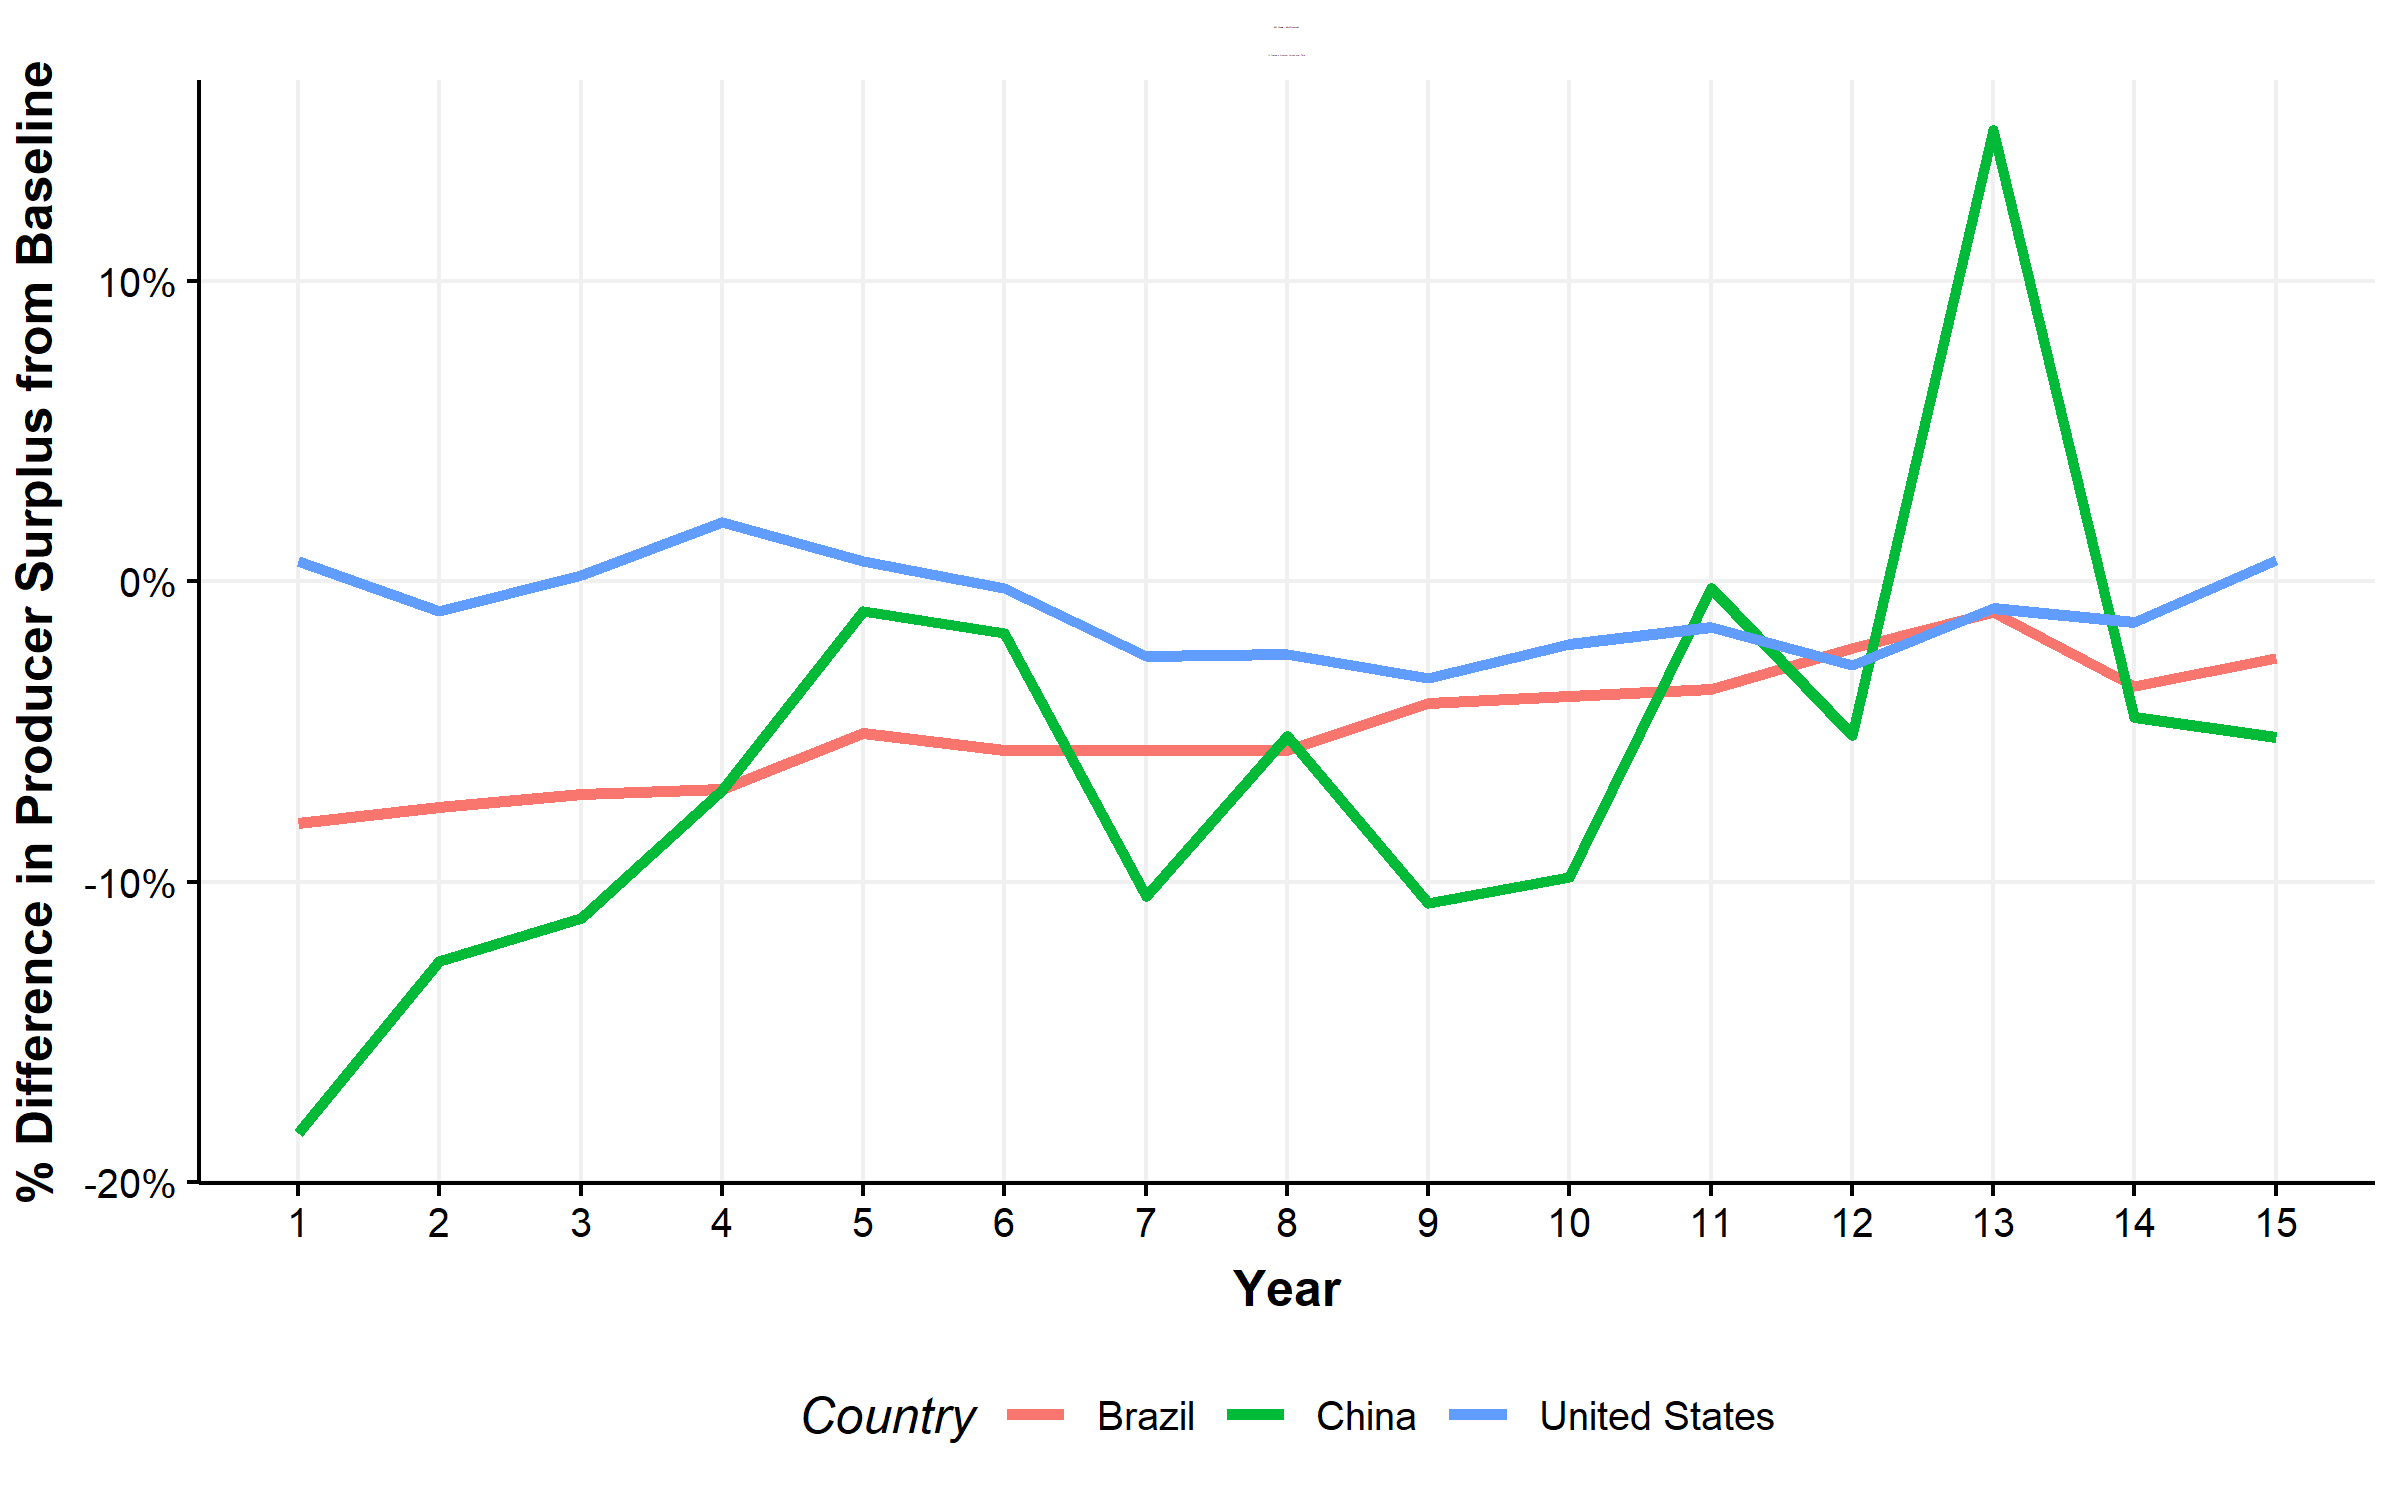 % Difference in Producer Surplus from Baseline
10%
0%
-10%
-20%
1 2 3 4 5 6 7 8 9 10 11 12 13 14 15
Year
Country Brazil China United States